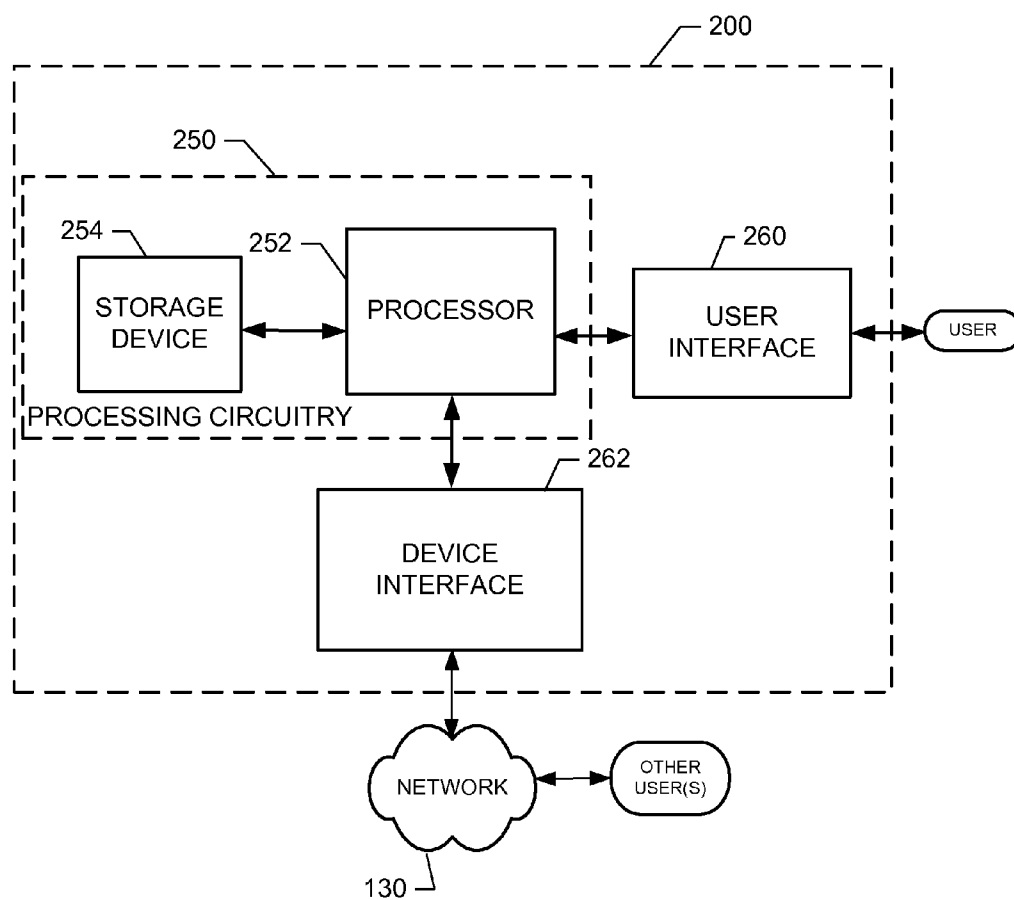 200
250
254
252
260
STORAGE
DEVICE
PROCESSOR
USER
INTERFACE
USER
PROCESSING CIRCUITRY
262
DEVICE
INTERFACE
NETWORK
OTHER
USER(S)
130